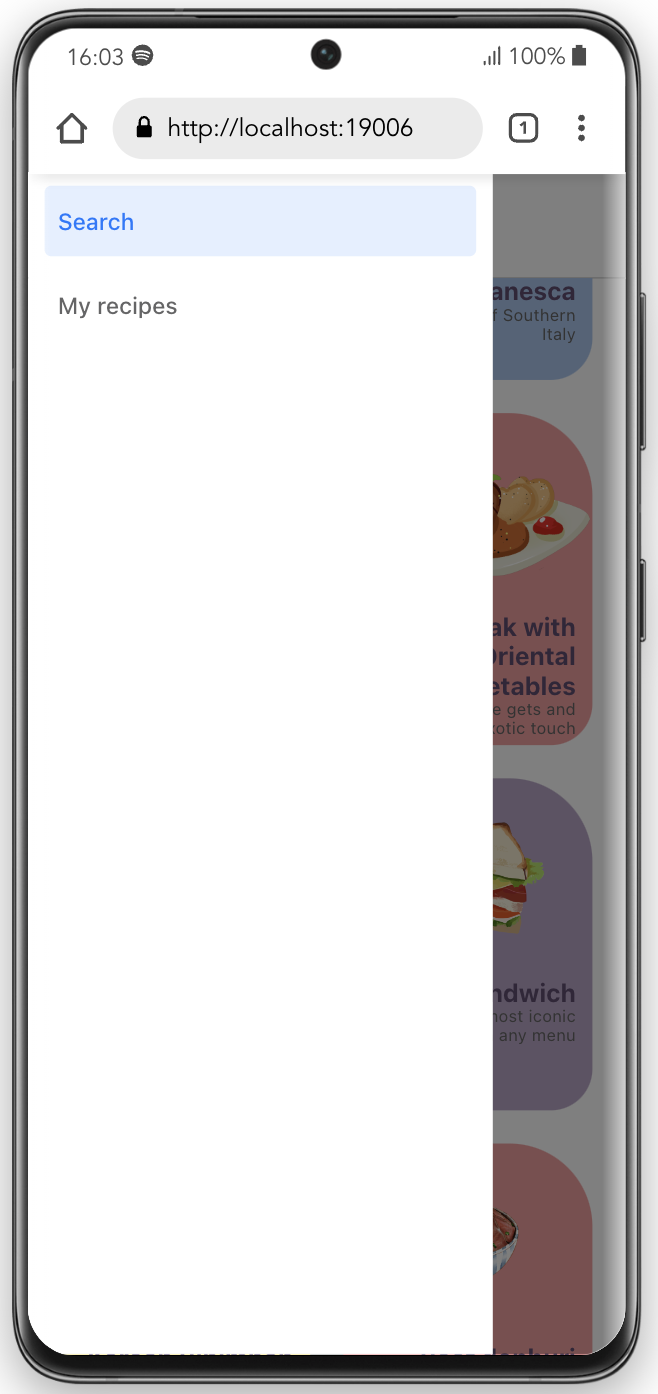 16:03
100%
http://localhost:19006
1
Search
My recipes
anesca
f Southern
Italy
ak with
Oriental
etables
e gets and
xotic touch
ndwich
most iconic
any menu